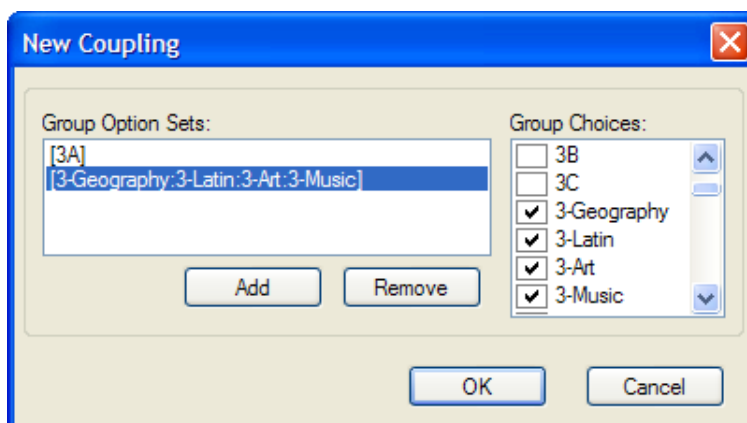 New Coupling
Group Option Sets:
[3A]
[3-Geography:3-Latin:3-Art:3-Music]
Add
Remove
Group Choices:
3B
3C
3-Geography
3-Latin
3-Art
3-Music
OK
Cancel